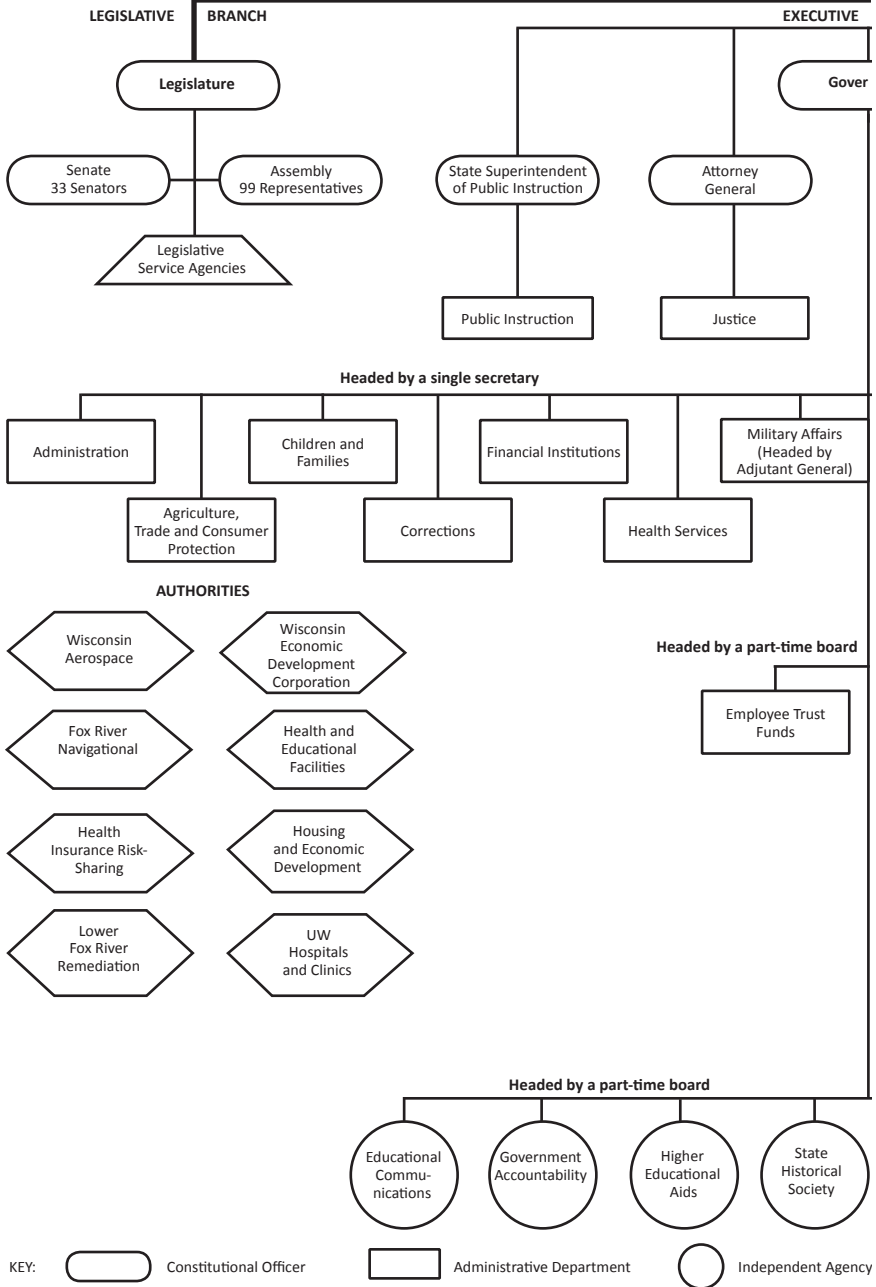 LEGISLATIVE BRANCH
EXECUTIVE
Legislature
Gover
Senate
33 Senators
Assembly
99 Representatives
State Superintendent
of Public Instruction
Attorney
General
Legislative
Service Agencies
Public Instruction
Justice
Headed by a single secretary
Administration
Children and
Families
Financial Institutions
Military Affairs
(Headed by
Adjutant General)
Agriculture,
Trade and Consumer
Protection
Corrections
Health Services
AUTHORITIES
Wisconsin
Aerospace
Wisconsin
Economic
Development
Corporation
Headed by a part-time board
Employee Trust
Funds
Fox River
Navigational
Health and
Educational
Facilities
Health
Insurance Risk-
Sharing
Housing
and Economic
Development
Lower
Fox River
Remediation
UW
Hospitals
and Clinics
Headed by a part-time board
Educational
Commu-
nications
Government
Accountability
Higher
Educational
Aids
State
Historical
Society
KEY:
Constitutional Officer
Administrative Department
Independent Agency